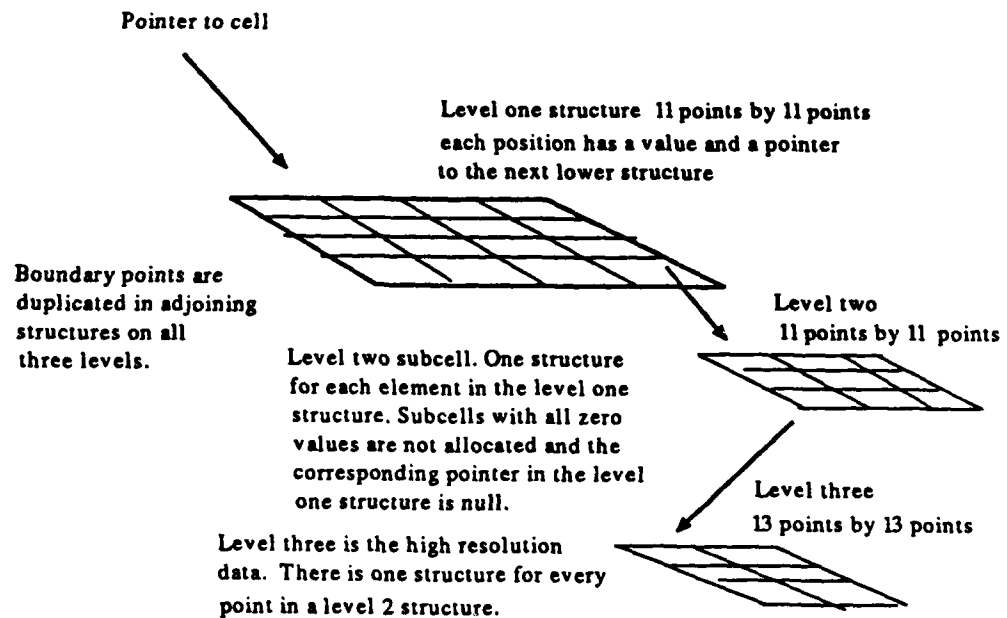 Pointer to cell
Level one structure 11 points by 11 points
each position has a value and a pointer
to the next lower structure
Boundary points are
duplicated in adjoining
structures on all
three levels.
Level two
11 points by 11 points
Level two subcell. One structure
for each element in the level one
structure. Subcells with all zero
values are not allocated and the
corresponding pointer in the level
one structure is null.
Level three
13 points by 13 points
Level three is the high resolution
data. There is one structure for every
point in a level 2 structure.